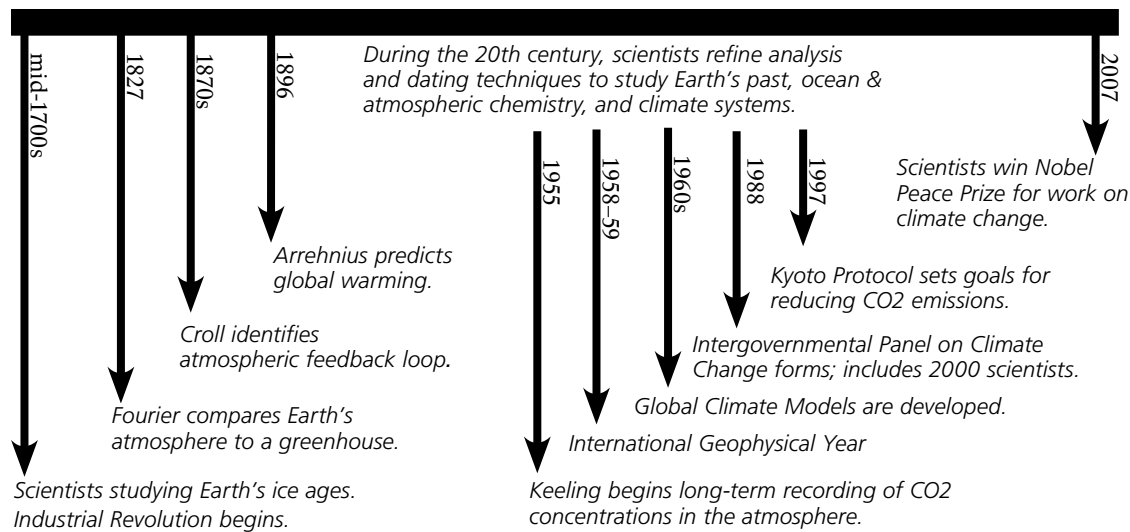 mid-1700s
Scientists studying Earth's ice ages.
Industrial Revolution begins.
1827
Fourier compares Earth's
atmosphere to a greenhouse.
1870s
Croll identifies
atmospheric feedback loop.
1896
Arrehnius predicts
global warming.
During the 20th century, scientists refine analysis
and dating techniques to study Earth's past, ocean &
atmospheric chemistry, and climate systems.
1955
Keeling begins long-term recording of CO2
concentrations in the atmosphere.
1958–59
International Geophysical Year
1960s
Global Climate Models are developed.
1988
Intergovernmental Panel on Climate
Change forms; includes 2000 scientists.
1997
Kyoto Protocol sets goals for
reducing CO2 emissions.
2007
Scientists win Nobel
Peace Prize for work on
climate change.